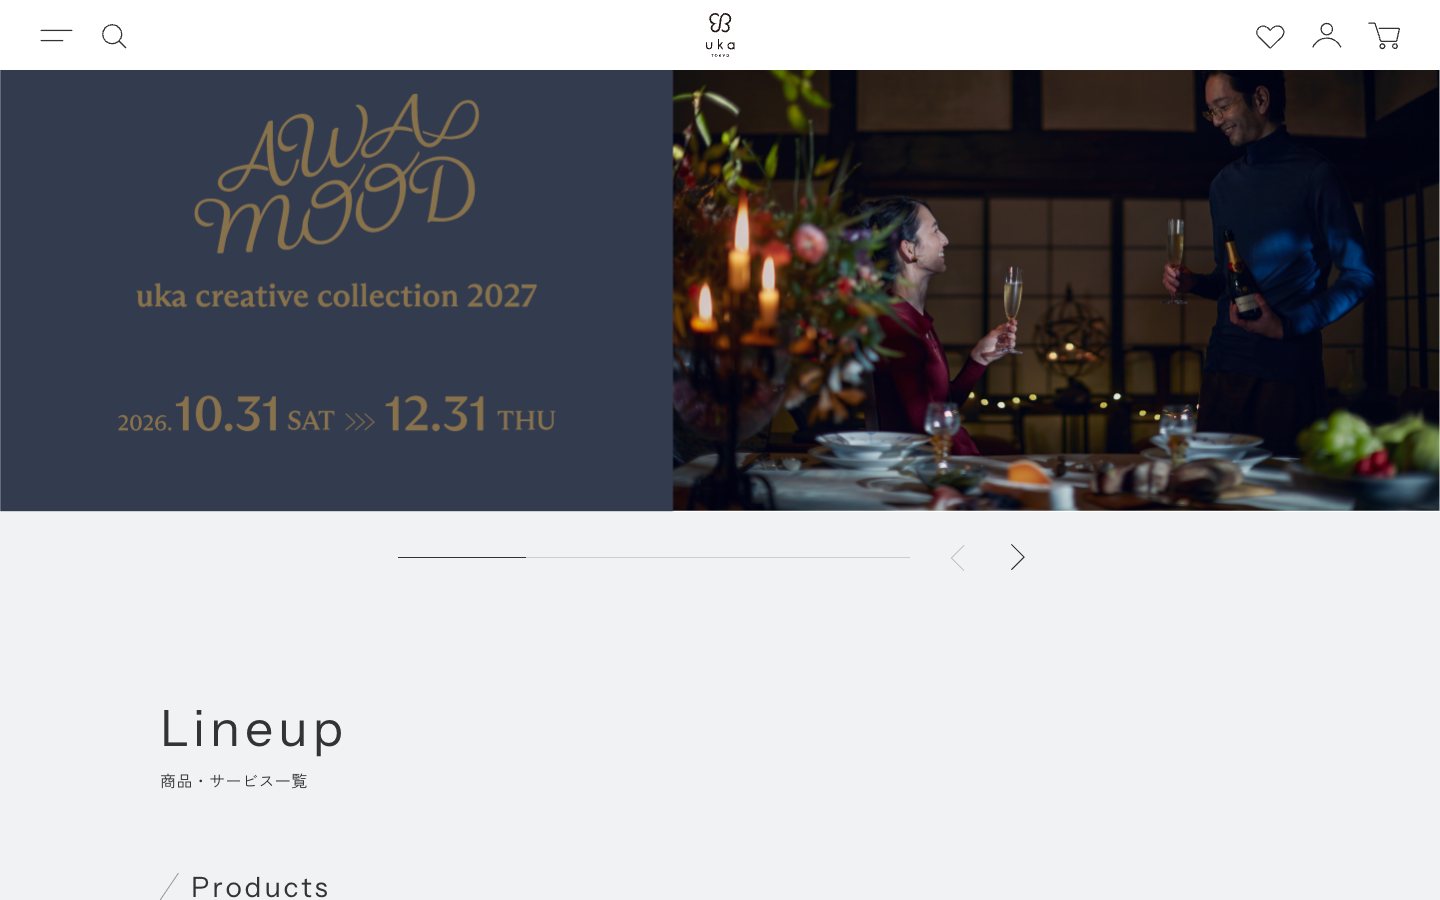 uka
TOKYO
AWAI
MOOD
uka creative collection 2027
2026.10.31 SAT >>> 12.31 THU
Lineup
商品・サービス一覧
Products